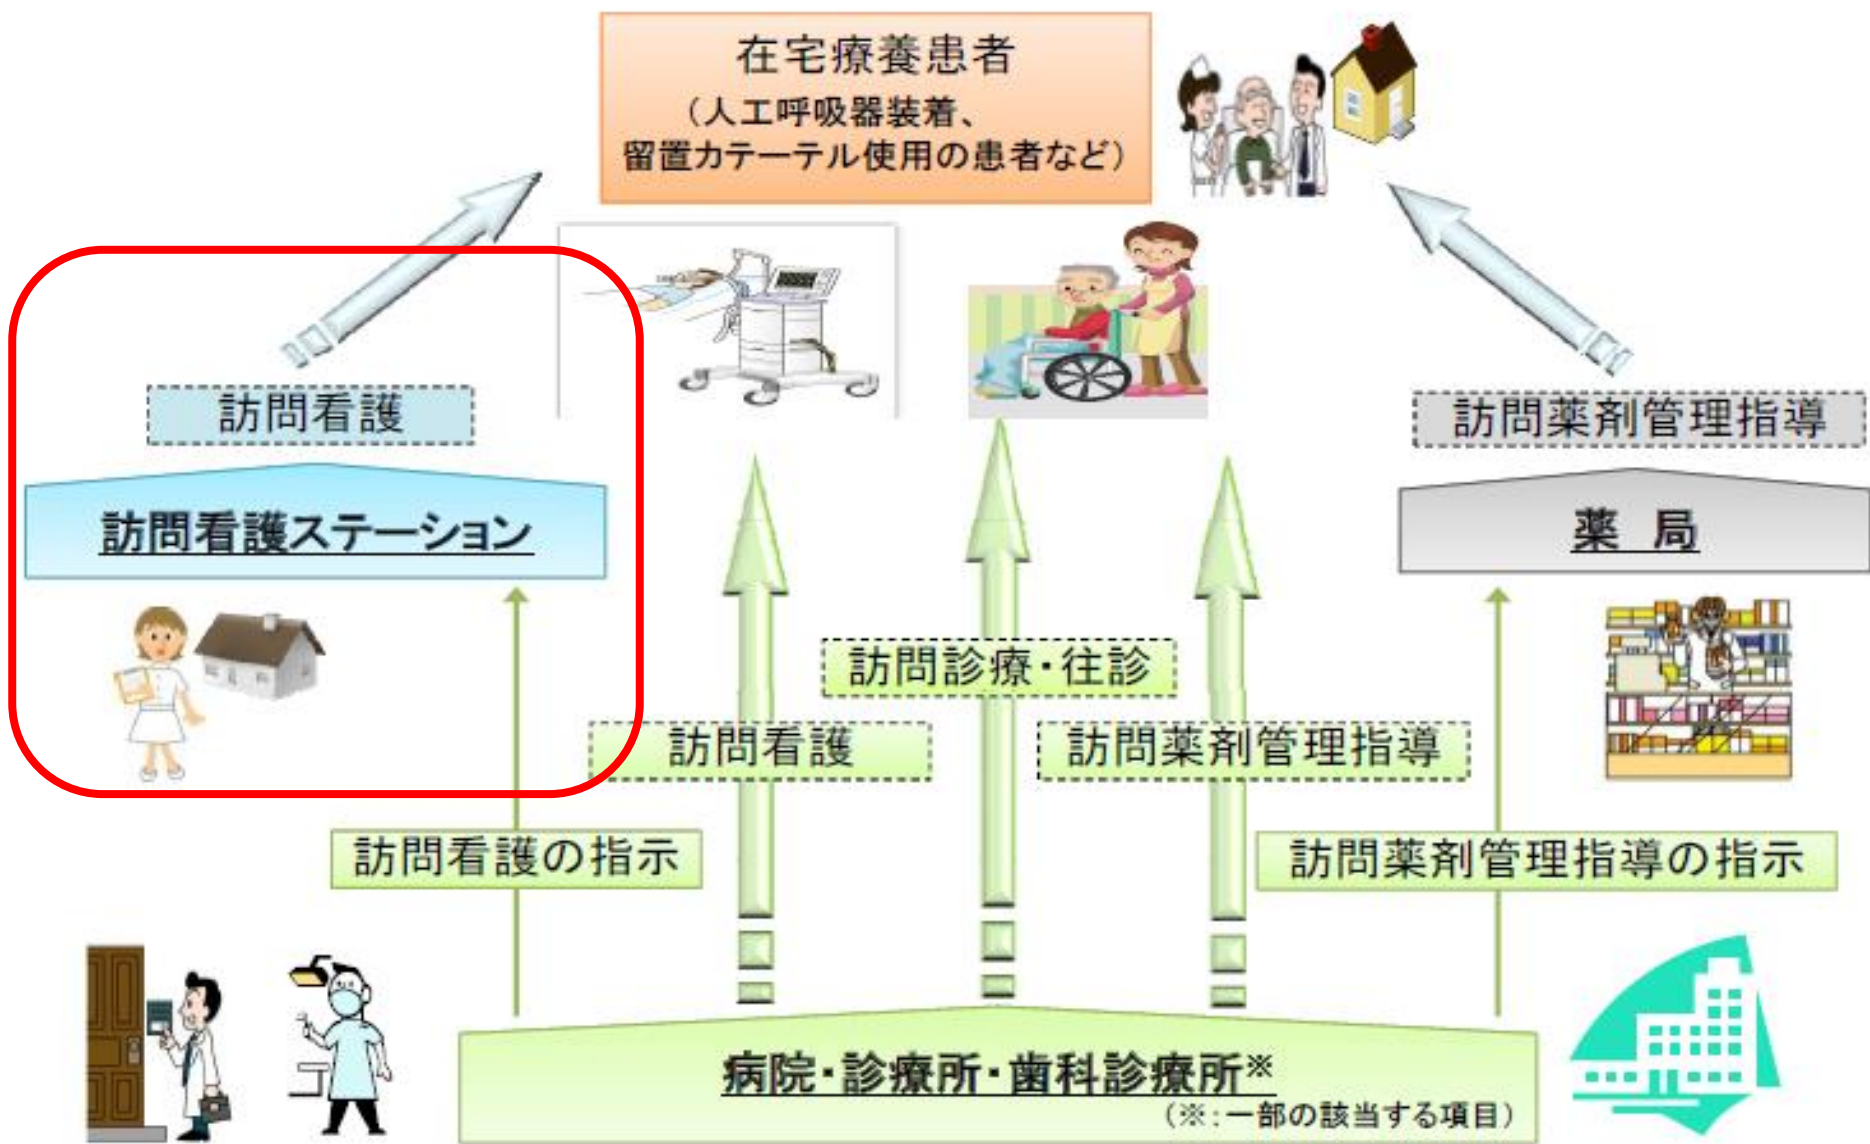 在宅療養患者
（人工呼吸器装着、
留置カテーテル使用の患者など）
訪問看護
訪問薬剤管理指導
訪問看護ステーション
薬 局
訪問診療・往診
訪問看護
訪問薬剤管理指導
訪問看護の指示
訪問薬剤管理指導の指示
病院・診療所・歯科診療所※
（※：一部の該当する項目）